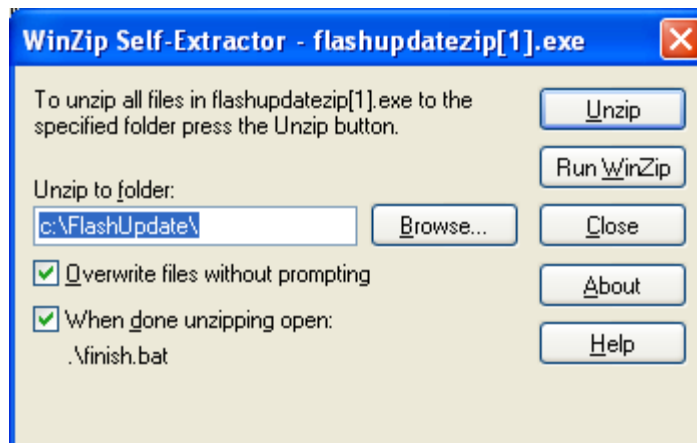 WinZip Self-Extractor - flashupdatezip[1].exe
To unzip all files in flashupdatezip[1].exe to the
specified folder press the Unzip button.
Unzip to folder:
c:\FlashUpdate\
Browse...
Overwrite files without prompting
When done unzipping open:
.\finish.bat
Unzip
Run WinZip
Close
About
Help